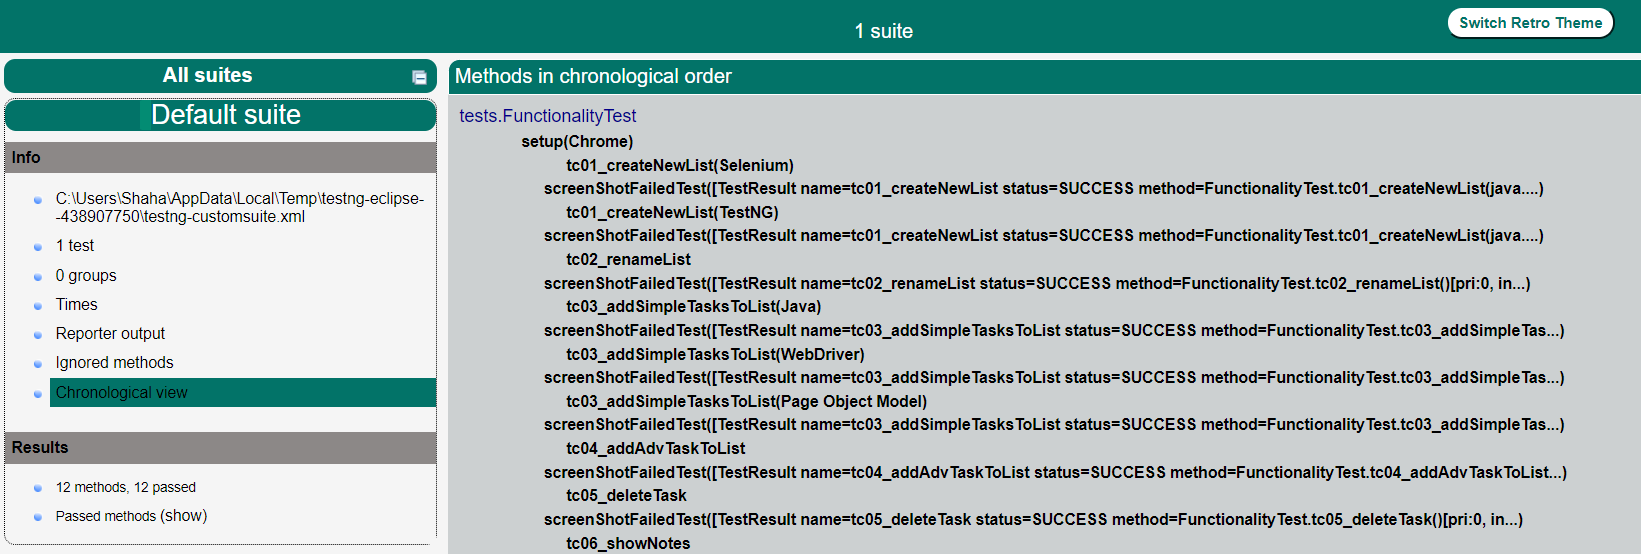 1 suite
Switch Retro Theme
All suites
Default suite
Info
C:\Users\Shaha\AppData\Local\Temp\testng-eclipse-
-438907750\testng-customsuite.xml
1 test
0 groups
Times
Reporter output
Ignored methods
Chronological view
Results
12 methods, 12 passed
Passed methods (show)
Methods in chronological order
tests.FunctionalityTest
setup(Chrome)
tc01_createNewList(Selenium)
screenShotFailedTest([TestResult name=tc01_createNewList status=SUCCESS method=FunctionalityTest.tc01_createNewList(java....)
tc01_createNewList(TestNG)
screenShotFailedTest([TestResult name=tc01_createNewList status=SUCCESS method=FunctionalityTest.tc01_createNewList(java....)
tc02_renameList
screenShotFailedTest([TestResult name=tc02_renameList status=SUCCESS method=FunctionalityTest.tc02_renameList()[pri:0, in...)
tc03_addSimpleTasksToList(Java)
screenShotFailedTest([TestResult name=tc03_addSimpleTasksToList status=SUCCESS method=FunctionalityTest.tc03_addSimpleTas...)
tc03_addSimpleTasksToList(WebDriver)
screenShotFailedTest([TestResult name=tc03_addSimpleTasksToList status=SUCCESS method=FunctionalityTest.tc03_addSimpleTas...)
tc03_addSimpleTasksToList(Page Object Model)
screenShotFailedTest([TestResult name=tc03_addSimpleTasksToList status=SUCCESS method=FunctionalityTest.tc03_addSimpleTas...)
tc04_addAdvTaskToList
screenShotFailedTest([TestResult name=tc04_addAdvTaskToList status=SUCCESS method=FunctionalityTest.tc04_addAdvTaskToList...)
tc05_deleteTask
screenShotFailedTest([TestResult name=tc05_deleteTask status=SUCCESS method=FunctionalityTest.tc05_deleteTask()[pri:0, in...)
tc06_showNotes